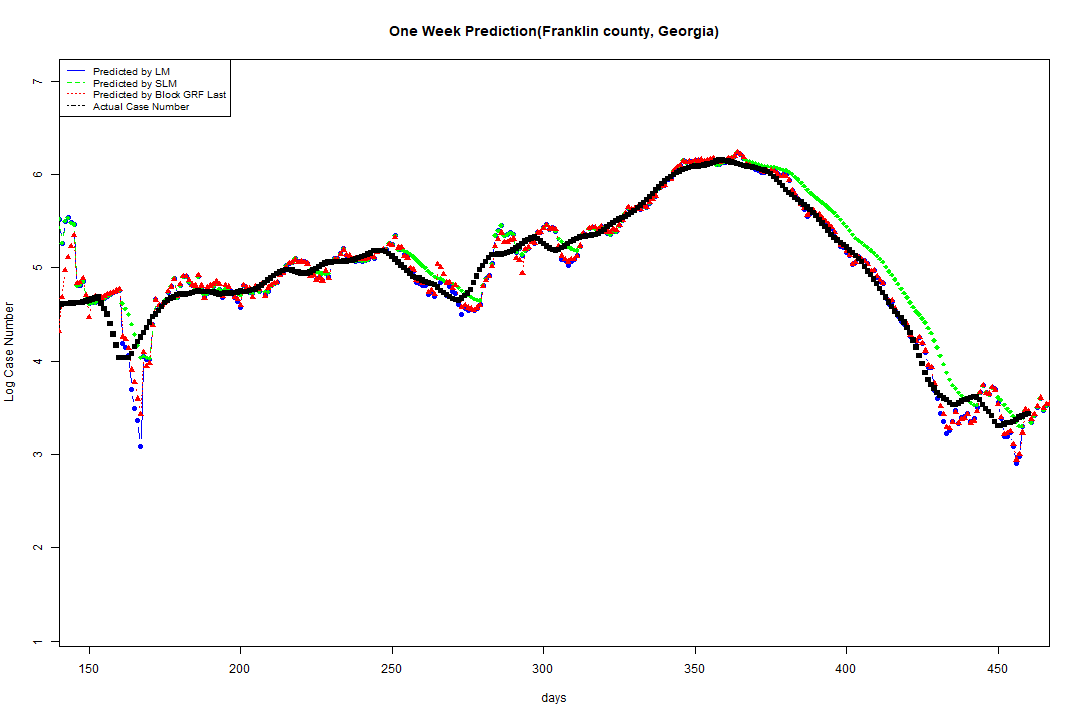 One Week Prediction(Franklin county, Georgia)
Predicted by LM
Predicted by SLM
Predicted by Block GRF Last
Actual Case Number
7
6
5
4
3
2
1
Log Case Number
150 200 250 300 350 400 450
days